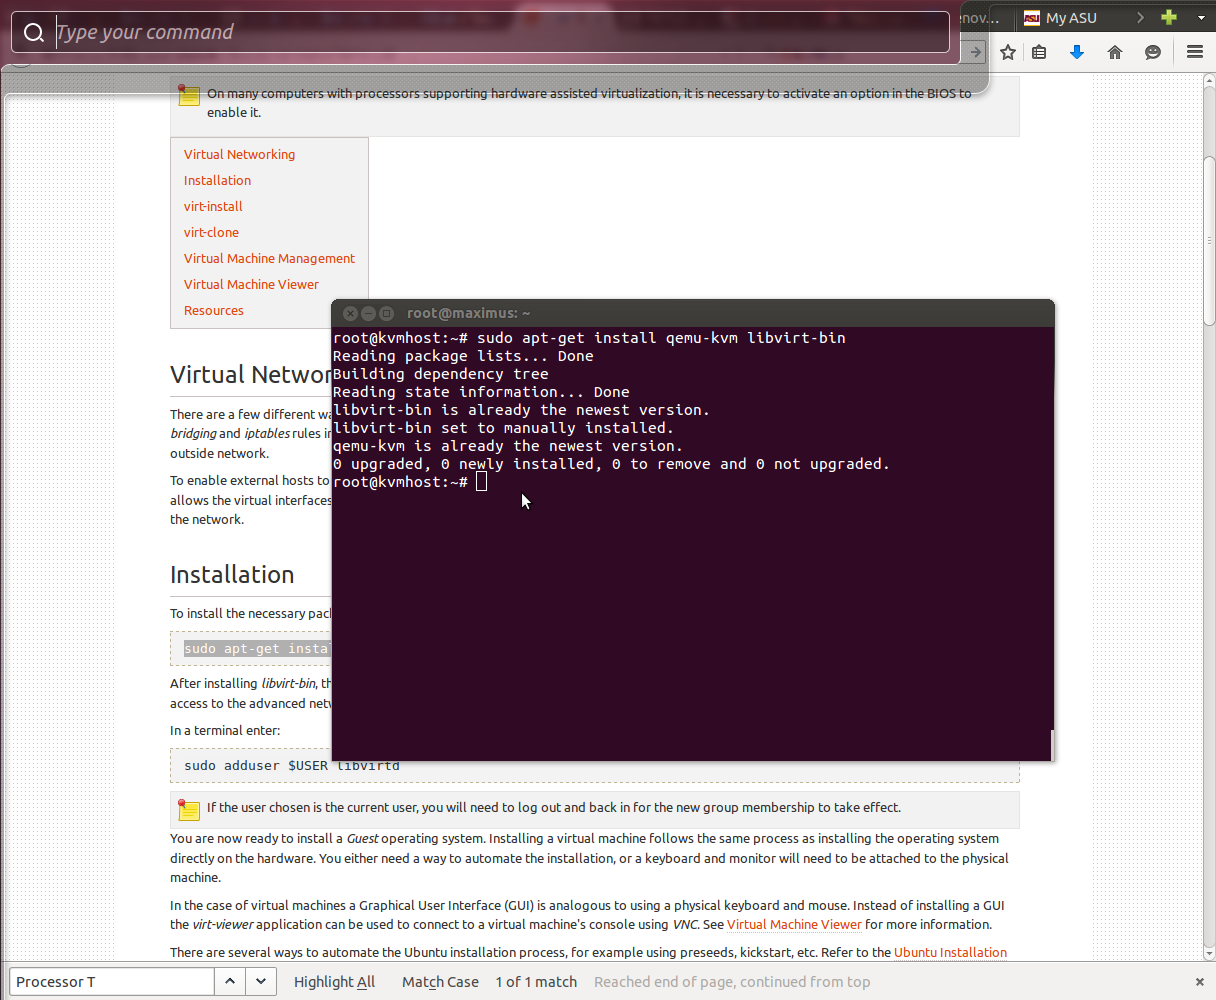 Type your command
enov...
My ASU
On many computers with processors supporting hardware assisted virtualization, it is necessary to activate an option in the BIOS to
enable it.
Virtual Networking
Installation
virt-install
virt-clone
Virtual Machine Management
Virtual Machine Viewer
Resources
root@maximus: ~
root@kvmhost:~# sudo apt-get install qemu-kvm libvirt-bin
Reading package lists... Done
Building dependency tree
Reading state information... Done
libvirt-bin is already the newest version.
libvirt-bin set to manually installed.
qemu-kvm is already the newest version.
0 upgraded, 0 newly installed, 0 to remove and 0 not upgraded.
root@kvmhost:~#
Virtual Networ
There are a few different wa
bridging and iptables rules in
outside network.
To enable external hosts to
allows the virtual interfaces
the network.
Installation
To install the necessary pack
sudo apt-get insta
After installing libvirt-bin, th
access to the advanced netw
In a terminal enter:
sudo adduser $USER libvirtd
If the user chosen is the current user, you will need to log out and back in for the new group membership to take effect.
You are now ready to install a Guest operating system. Installing a virtual machine follows the same process as installing the operating system
directly on the hardware. You either need a way to automate the installation, or a keyboard and monitor will need to be attached to the physical
machine.
In the case of virtual machines a Graphical User Interface (GUI) is analogous to using a physical keyboard and mouse. Instead of installing a GUI
the virt-viewer application can be used to connect to a virtual machine's console using VNC. See Virtual Machine Viewer for more information.
There are several ways to automate the Ubuntu installation process, for example using preseeds, kickstart, etc. Refer to the Ubuntu Installation
Processor T
Highlight All
Match Case
1 of 1 match
Reached end of page, continued from top